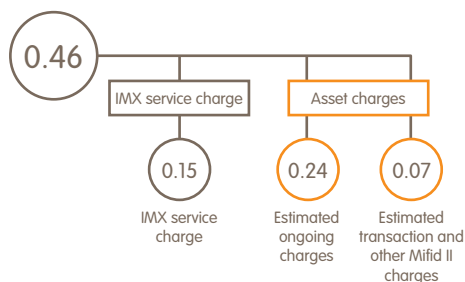 0.46
IMX service charge
Asset charges
0.15
0.24
0.07
IMX service
charge
Estimated
ongoing
charges
Estimated
transaction and
other Mifid II
charges